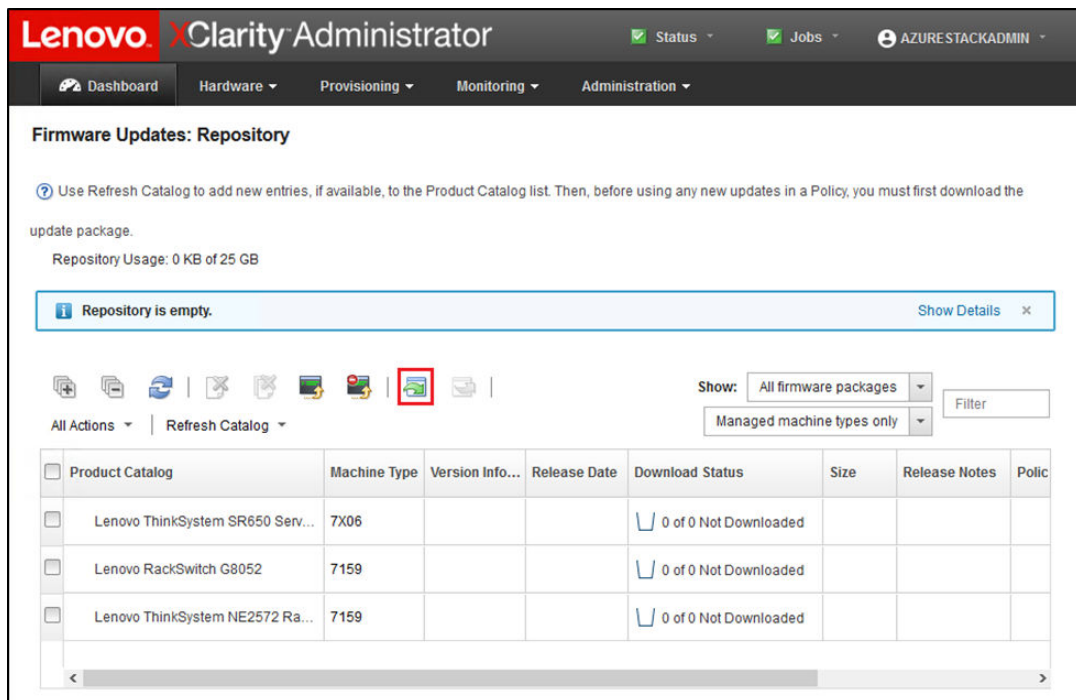 Lenovo. XClarity Administrator
Status
Jobs
AZURESTACKADMIN
Dashboard
Hardware
Provisioning
Monitoring
Administration
Firmware Updates: Repository
? Use Refresh Catalog to add new entries, if available, to the Product Catalog list. Then, before using any new updates in a Policy, you must first download the
update package.
Repository Usage: 0 KB of 25 GB
i Repository is empty. Show Details ×
Show: All firmware packages
Filter
All Actions | Refresh Catalog
Managed machine types only
Product Catalog Machine Type Version Info... Release Date Download Status Size Release Notes Polic
Lenovo ThinkSystem SR650 Serv... 7X06 0 of 0 Not Downloaded
Lenovo RackSwitch G8052 7159 0 of 0 Not Downloaded
Lenovo ThinkSystem NE2572 Ra... 7159 0 of 0 Not Downloaded